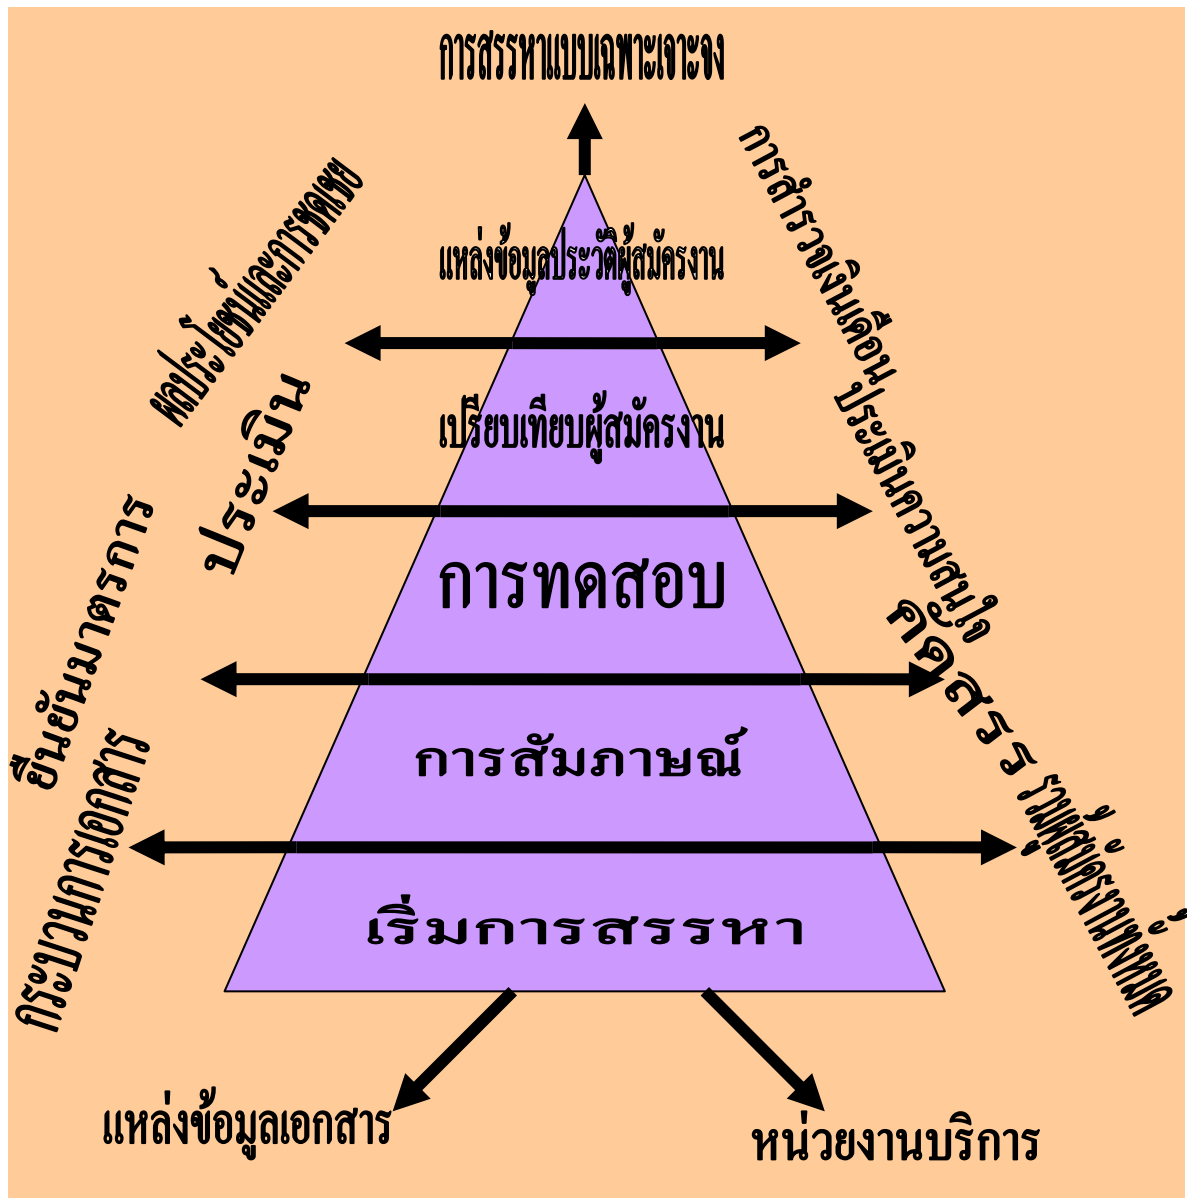 การสรรหาแบบเฉพาะเจาะจง
ผลประโยชน์และการชดเชย
การสำรวจเงินเดือน
แหล่งข้อมูลประวัติผู้สมัครงาน
ประเมิน
ประเมินความสนใจ
เปรียบเทียบผู้สมัครงาน
ยืนยันมาตรการ
การทดสอบ
คัดสรร
กระบวนการเอกสาร
การสัมภาษณ์
รวมผู้สมัครงานทั้งหมด
เริ่มการสรรหา
แหล่งข้อมูลเอกสาร
หน่วยงานบริการ